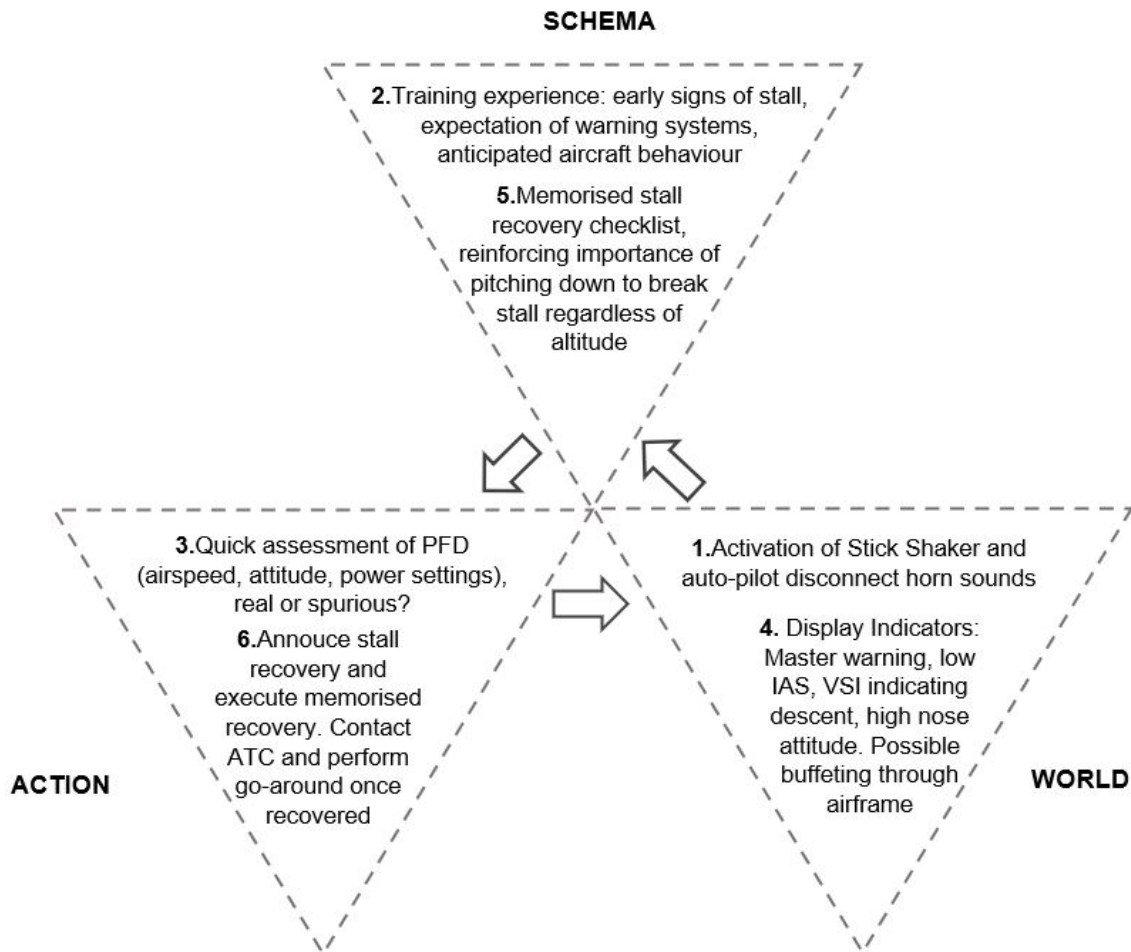 SCHEMA
2.Training experience: early signs of stall,
expectation of warning systems,
anticipated aircraft behaviour
5.Memorised stall
recovery checklist,
reinforcing importance of
pitching down to break
stall regardless of
altitude
3.Quick assessment of PFD
(airspeed, attitude, power settings),
real or spurious?
6.Annouce stall
recovery and
execute memorised
recovery. Contact
ATC and perform
go-around once
recovered
ACTION
1.Activation of Stick Shaker and
auto-pilot disconnect horn sounds
4. Display Indicators:
Master warning, low
IAS, VSI indicating
descent, high nose
attitude. Possible
buffeting through
airframe
WORLD